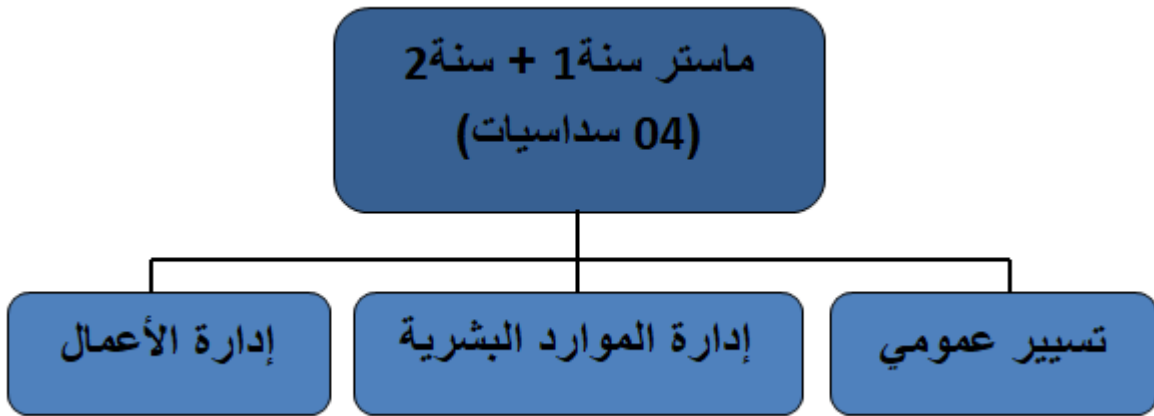 ماستر سنة1 + سنة2
(04 سداسيات)
تسيير عمومي
إدارة الموارد البشرية
إدارة الأعمال